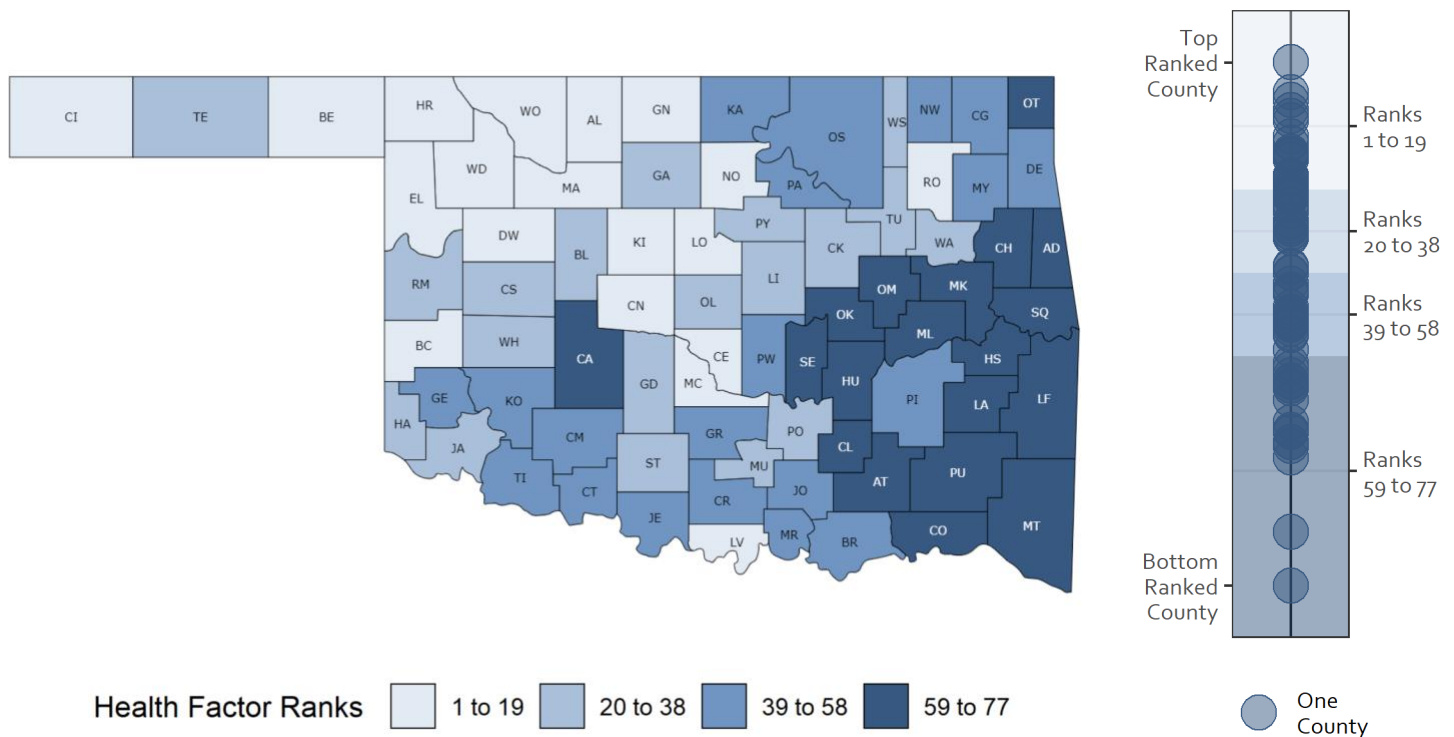 CI
TE
BE
HR
WO
AL
GN
KA
OS
WS
NW
CG
OT
EL
WD
MA
GA
NO
PA
RO
MY
DE
DW
BL
KI
LO
PY
CK
TU
WA
CH
AD
RM
CS
CN
OL
LI
OM
MK
SQ
BC
WH
CA
GD
MC
CE
PW
SE
OK
ML
HS
HA
GE
KO
CM
GR
PO
HU
PI
LA
LF
JA
TI
CT
ST
MU
CL
AT
PU
JE
CR
JO
LV
MR
BR
CO
MT
Top
Ranked
County
Ranks
1 to 19
Ranks
20 to 38
Ranks
39 to 58
Ranks
59 to 77
Bottom
Ranked
County
Health Factor Ranks
1 to 19
20 to 38
39 to 58
59 to 77
One
County